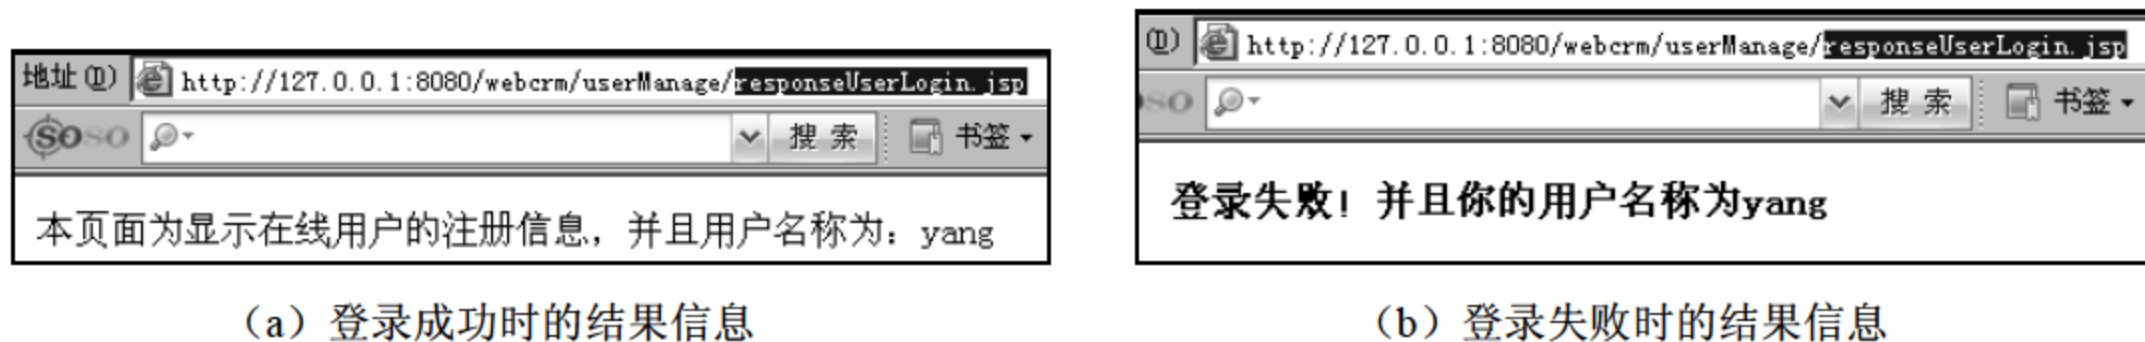 地址(D) http://127.0.0.1:8080/webcrm/userManage/responseUserLogin.jsp
SOSO 搜 索 书签
本页面为显示在线用户的注册信息，并且用户名称为：yang
（a）登录成功时的结果信息
(D) http://127.0.0.1:8080/webcrm/userManage/responseUserLogin.jsp
OSO 搜 索 书签
登录失败！并且你的用户名称为yang
（b）登录失败时的结果信息